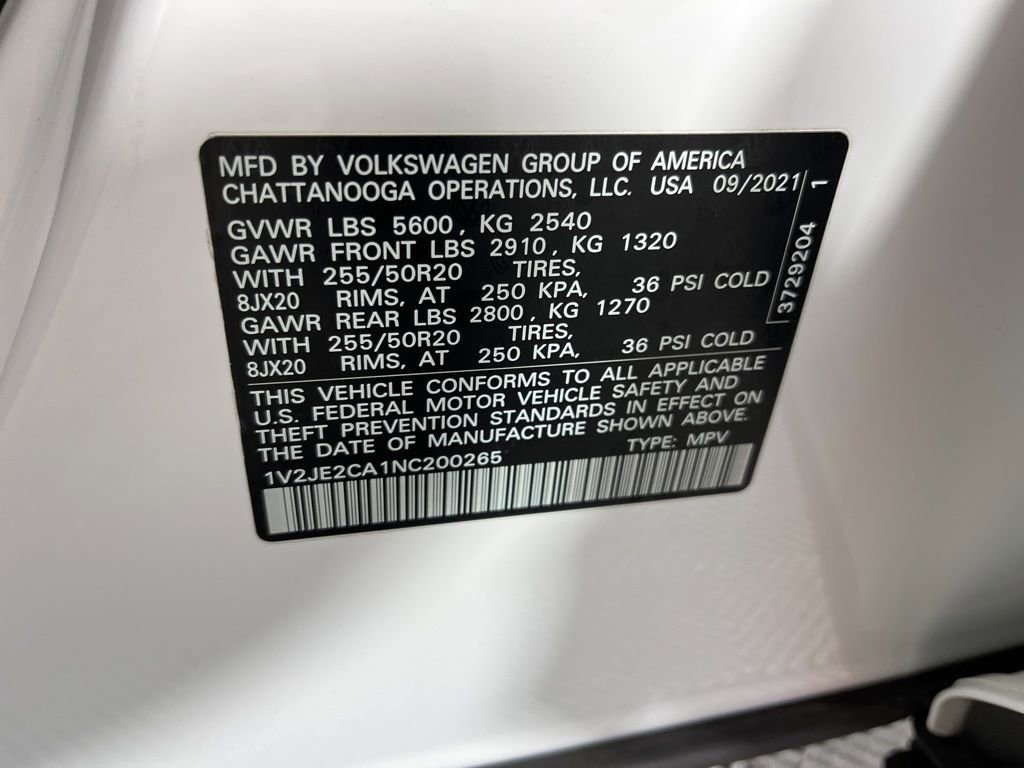 MFD BY VOLKSWAGEN GROUP OF AMERICA
CHATTANOOGA OPERATIONS, LLC. USA 09/2021
GVWR LBS 5600, KG 2540
GAWR FRONT LBS 2910, KG 1320
WITH 255/50R20 TIRES,
8JX20 RIMS, AT 250 KPA, 36 PSI COLD
GAWR REAR LBS 2800, KG 1270
WITH 255/50R20 TIRES,
8JX20 RIMS, AT 250 KPA, 36 PSI COLD
3729204 1
THIS VEHICLE CONFORMS TO ALL APPLICABLE
U.S. FEDERAL MOTOR VEHICLE SAFETY AND
THEFT PREVENTION STANDARDS IN EFFECT ON
THE DATE OF MANUFACTURE SHOWN ABOVE.
1V2JE2CA1NC200265 TYPE: MPV